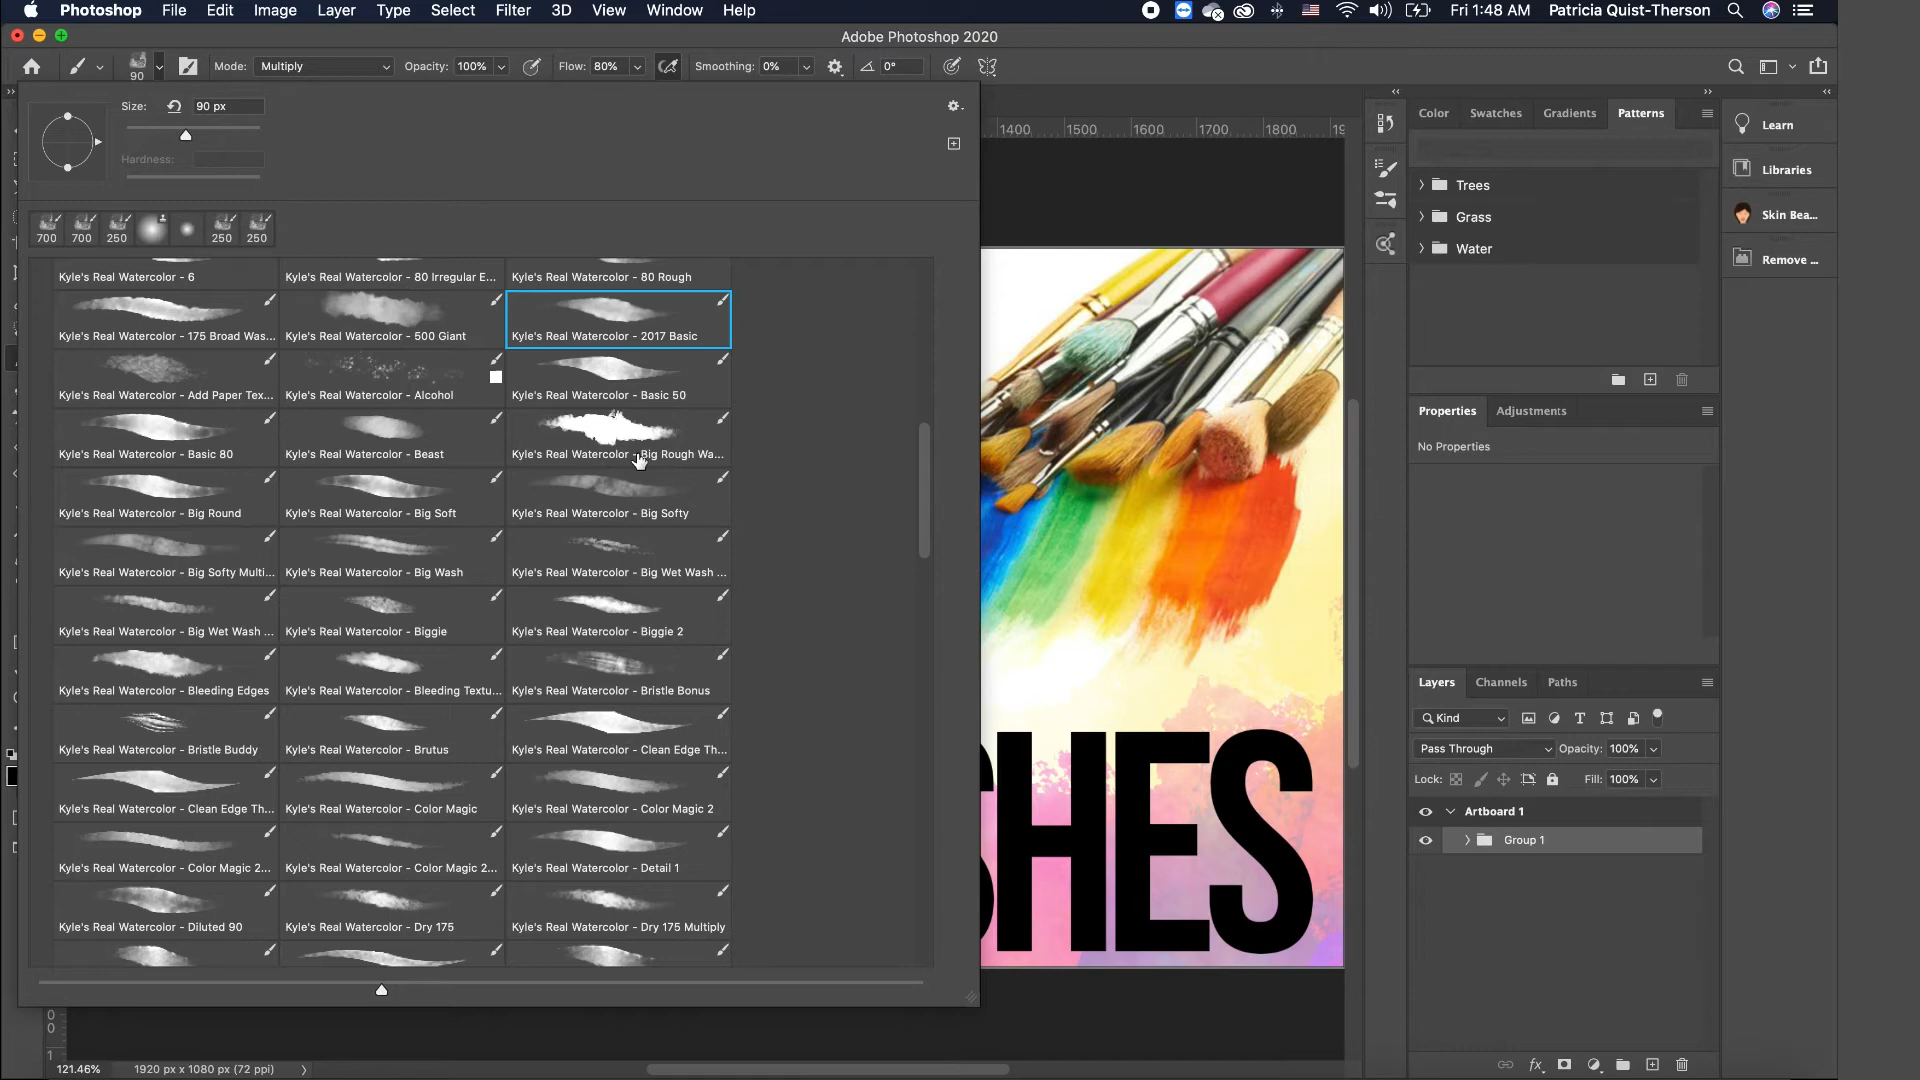 Photoshop File Edit Image Layer Type Select Filter 3D View Window Help Fri 1:48 AM Patricia Quist-Therson
Adobe Photoshop 2020
90 Mode: Multiply Opacity: 100% Flow: 80% Smoothing: 0% 0°
Size: 90 px
Hardness:
700 700 250 250 250
Kyle's Real Watercolor - 6 Kyle's Real Watercolor - 80 Irregular E... Kyle's Real Watercolor - 80 Rough
Kyle's Real Watercolor - 175 Broad Was... Kyle's Real Watercolor - 500 Giant Kyle's Real Watercolor - 2017 Basic
Kyle's Real Watercolor - Add Paper Tex... Kyle's Real Watercolor - Alcohol Kyle's Real Watercolor - Basic 50
Kyle's Real Watercolor - Basic 80 Kyle's Real Watercolor - Beast Kyle's Real Watercolor - Big Rough Wa...
Kyle's Real Watercolor - Big Round Kyle's Real Watercolor - Big Soft Kyle's Real Watercolor - Big Softy
Kyle's Real Watercolor - Big Softy Multi... Kyle's Real Watercolor - Big Wash Kyle's Real Watercolor - Big Wet Wash ...
Kyle's Real Watercolor - Big Wet Wash ... Kyle's Real Watercolor - Biggie Kyle's Real Watercolor - Biggie 2
Kyle's Real Watercolor - Bleeding Edges Kyle's Real Watercolor - Bleeding Textu... Kyle's Real Watercolor - Bristle Bonus
Kyle's Real Watercolor - Bristle Buddy Kyle's Real Watercolor - Brutus Kyle's Real Watercolor - Clean Edge Th...
Kyle's Real Watercolor - Clean Edge Th... Kyle's Real Watercolor - Color Magic Kyle's Real Watercolor - Color Magic 2
Kyle's Real Watercolor - Color Magic 2... Kyle's Real Watercolor - Color Magic 2... Kyle's Real Watercolor - Detail 1
Kyle's Real Watercolor - Diluted 90 Kyle's Real Watercolor - Dry 175 Kyle's Real Watercolor - Dry 175 Multiply
1400 1500 1600 1700 1800
HES
121.46% 1920 px x 1080 px (72 ppi)
Color Swatches Gradients Patterns
Trees
Grass
Water
Learn
Libraries
Skin Bea...
Remove ...
Properties Adjustments
No Properties
Layers Channels Paths
Kind
Pass Through Opacity: 100%
Lock: Fill: 100%
Artboard 1
Group 1